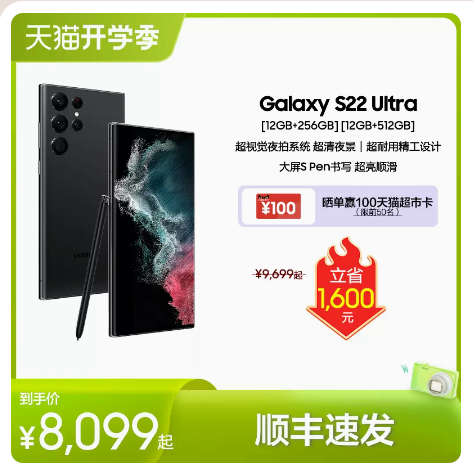 天猫开学季
Galaxy S22 Ultra
[12GB+256GB] [12GB+512GB]
超视觉夜拍系统 超清夜景｜超耐用精工设计
大屏S Pen书写 超亮顺滑
¥100
晒单赢100天猫超市卡
（限前50名）
¥9,699起
立省
1,600
元
到手价
¥8,099起
顺丰速发